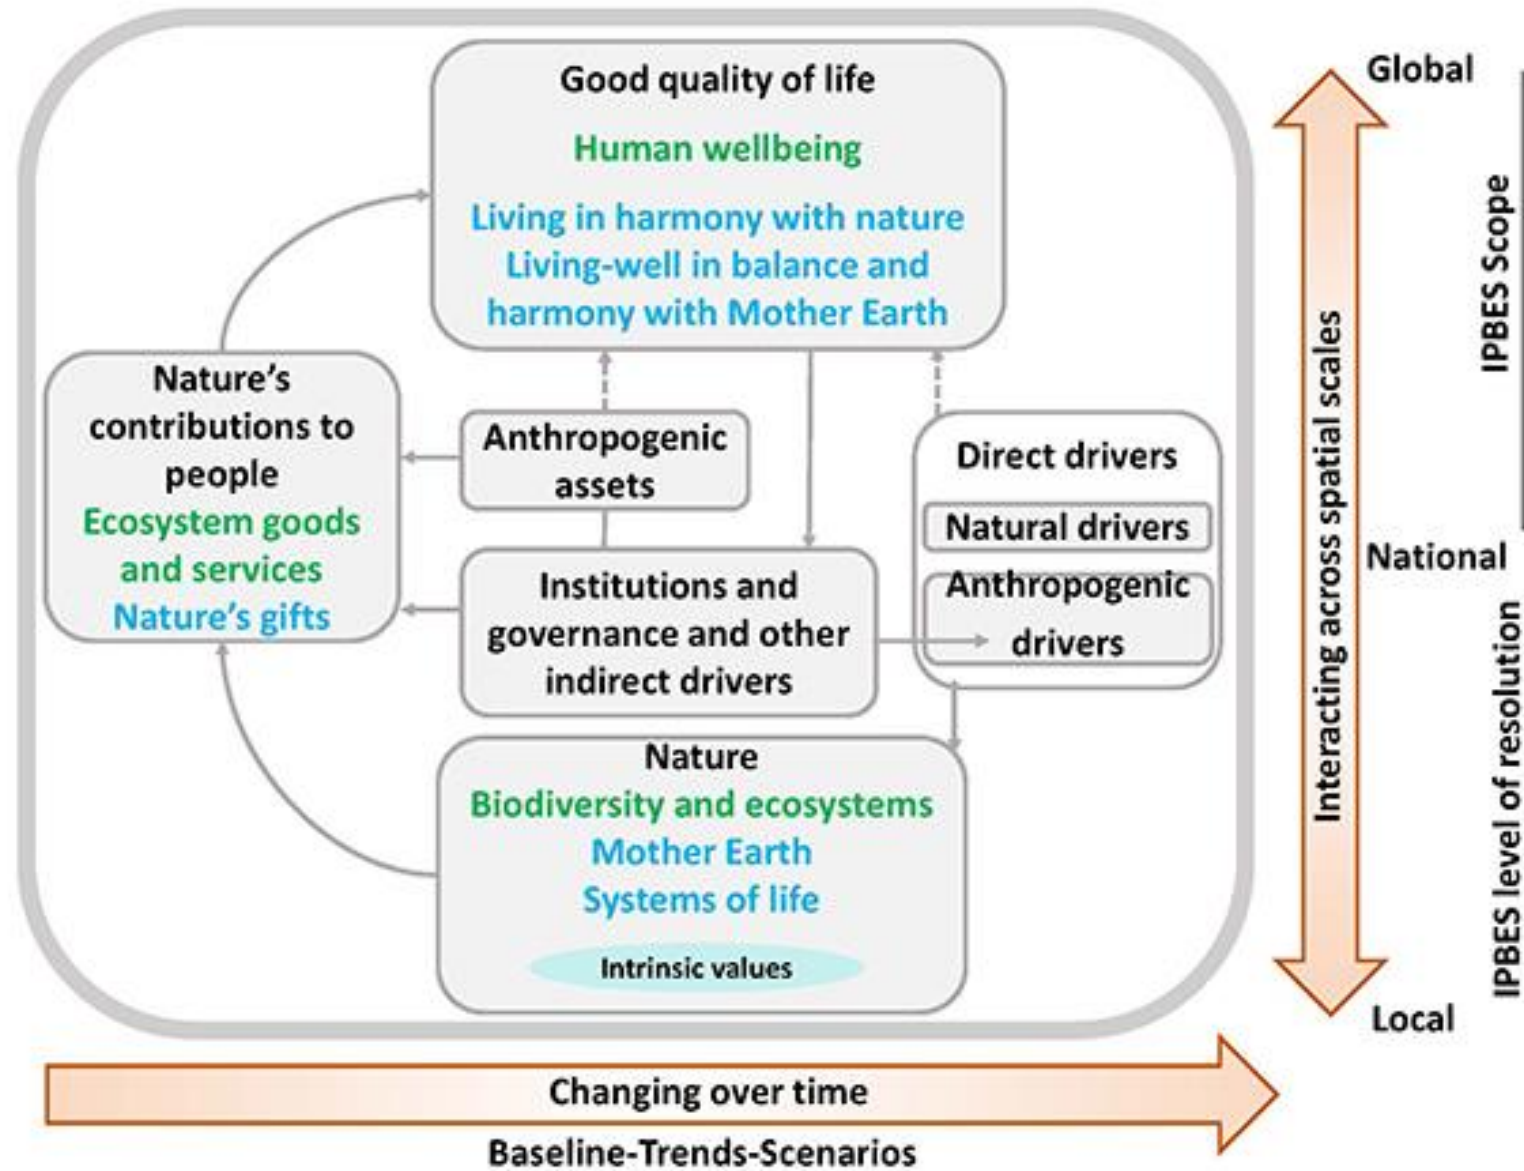 Good quality of life
Human wellbeing
Living in harmony with nature
Living-well in balance and
harmony with Mother Earth
Nature's
contributions to
people
Ecosystem goods
and services
Nature's gifts
Anthropogenic
assets
Institutions and
governance and other
indirect drivers
Direct drivers
Natural drivers
Anthropogenic
drivers
Nature
Biodiversity and ecosystems
Mother Earth
Systems of life
Intrinsic values
Changing over time
Baseline-Trends-Scenarios
Global
National
Local
Interacting across spatial scales
IPBES Scope
IPBES level of resolution